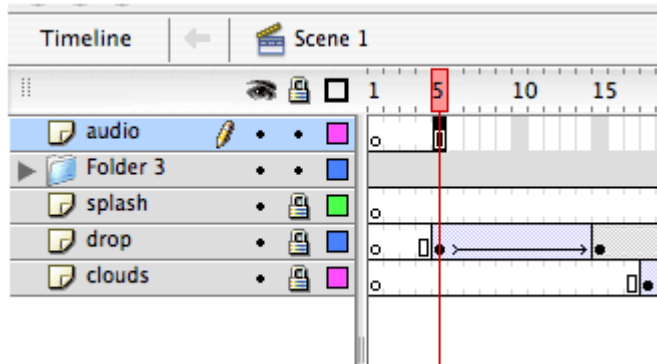 Timeline Scene 1
1 5 10 15
audio
Folder 3
splash
drop
clouds